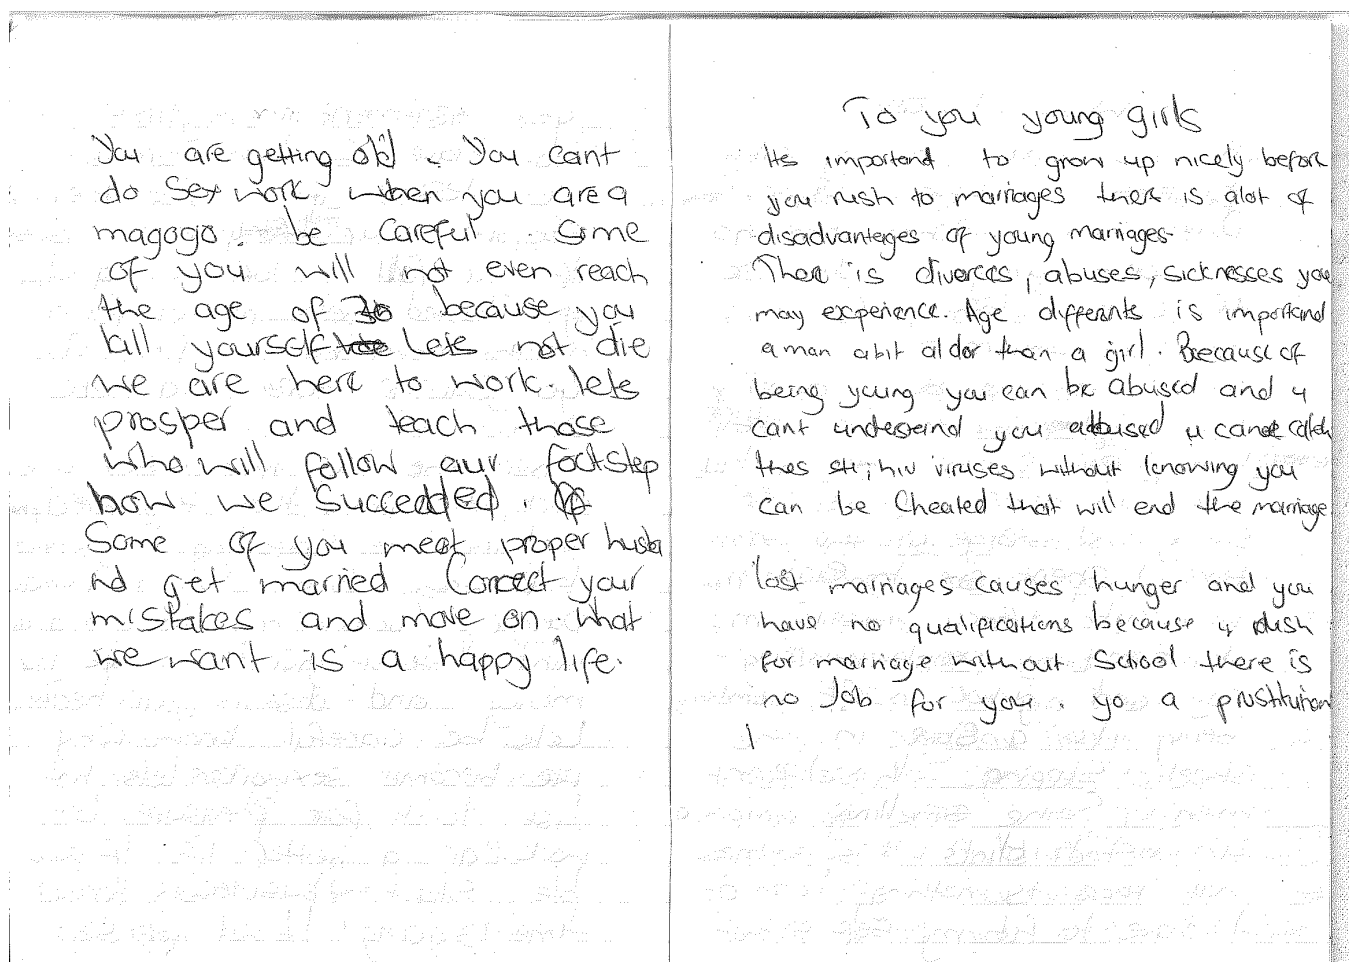 You are getting old. You cant
do Sex work when you are a
magogo. be careful some
of you will not even reach
the age of 30 because you
kill yourself Lets not die
we are here to work. lets
prosper and teach those
who will follow our footstep
how we succedded.
Some of you meet proper husba
nd get married Correct your
mistakes and move on what
we want is a happy life.
To you young girls
Its importend to grow up nicely before
you rush to marriages there is alot of
disadvanteges of young marriages
There is divorces, abuses, sicknesses you
may experience. Age differents is importend
a man abit older than a girl. Because of
being young you can be abused and u
cant understand you abused u can catch
thes sti, hiv viruses without knowing you
can be Cheated that will end the marriage.
last marriages causes hunger and you
have no qualifications because u rush
for marriage without School there is
no Job for you. yo a prostitution